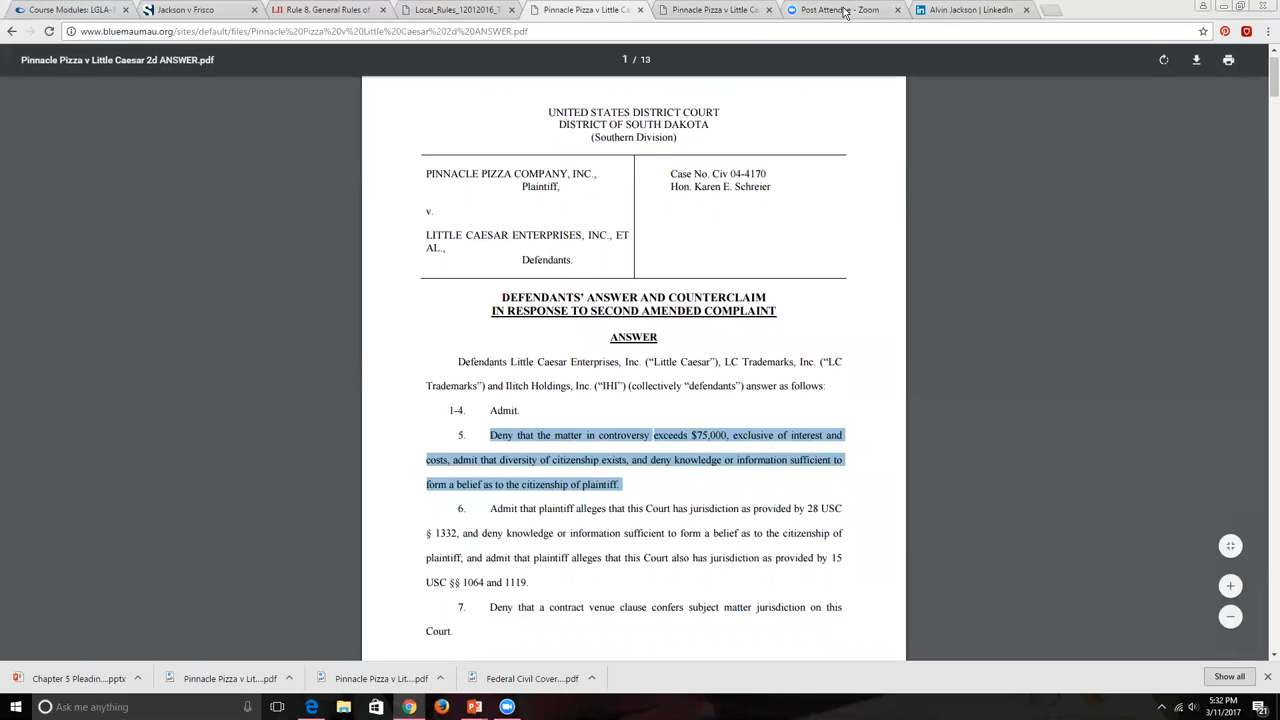 Course Modules: LGLA-1
Jackson v Frisco
LII Rule 8. General Rules of
Local_Rules_12012016_1
Pinnacle Pizza v Little Ca
Pinnacle Pizza v Little Ca
Post Attende - Zoom
Alvin Jackson | LinkedIn
www.bluemaumau.org/sites/default/files/Pinnacle%20Pizza%20v%20Little%20Caesar%202d%20ANSWER.pdf
Pinnacle Pizza v Little Caesar 2d ANSWER.pdf
1 / 13
UNITED STATES DISTRICT COURT
DISTRICT OF SOUTH DAKOTA
(Southern Division)
PINNACLE PIZZA COMPANY, INC.,
Plaintiff,
v.
LITTLE CAESAR ENTERPRISES, INC., ET
AL.,
Defendants.
Case No. Civ 04-4170
Hon. Karen E. Schreier
DEFENDANTS' ANSWER AND COUNTERCLAIM
IN RESPONSE TO SECOND AMENDED COMPLAINT
ANSWER
Defendants Little Caesar Enterprises, Inc. ("Little Caesar"), LC Trademarks, Inc. ("LC
Trademarks") and Ilitch Holdings, Inc. ("IHI") (collectively "defendants") answer as follows:
1-4. Admit.
5. Deny that the matter in controversy exceeds $75,000, exclusive of interest and
costs, admit that diversity of citizenship exists, and deny knowledge or information sufficient to
form a belief as to the citizenship of plaintiff.
6. Admit that plaintiff alleges that this Court has jurisdiction as provided by 28 USC
§ 1332, and deny knowledge or information sufficient to form a belief as to the citizenship of
plaintiff, and admit that plaintiff alleges that this Court also has jurisdiction as provided by 15
USC §§ 1064 and 1119.
7. Deny that a contract venue clause confers subject matter jurisdiction on this
Court.
Chapter 5 Pleadin....pptx
Pinnacle Pizza v Lit....pdf
Pinnacle Pizza v Lit....pdf
Federal Civil Cover....pdf
Show all
Ask me anything
5:32 PM
3/11/2017
21